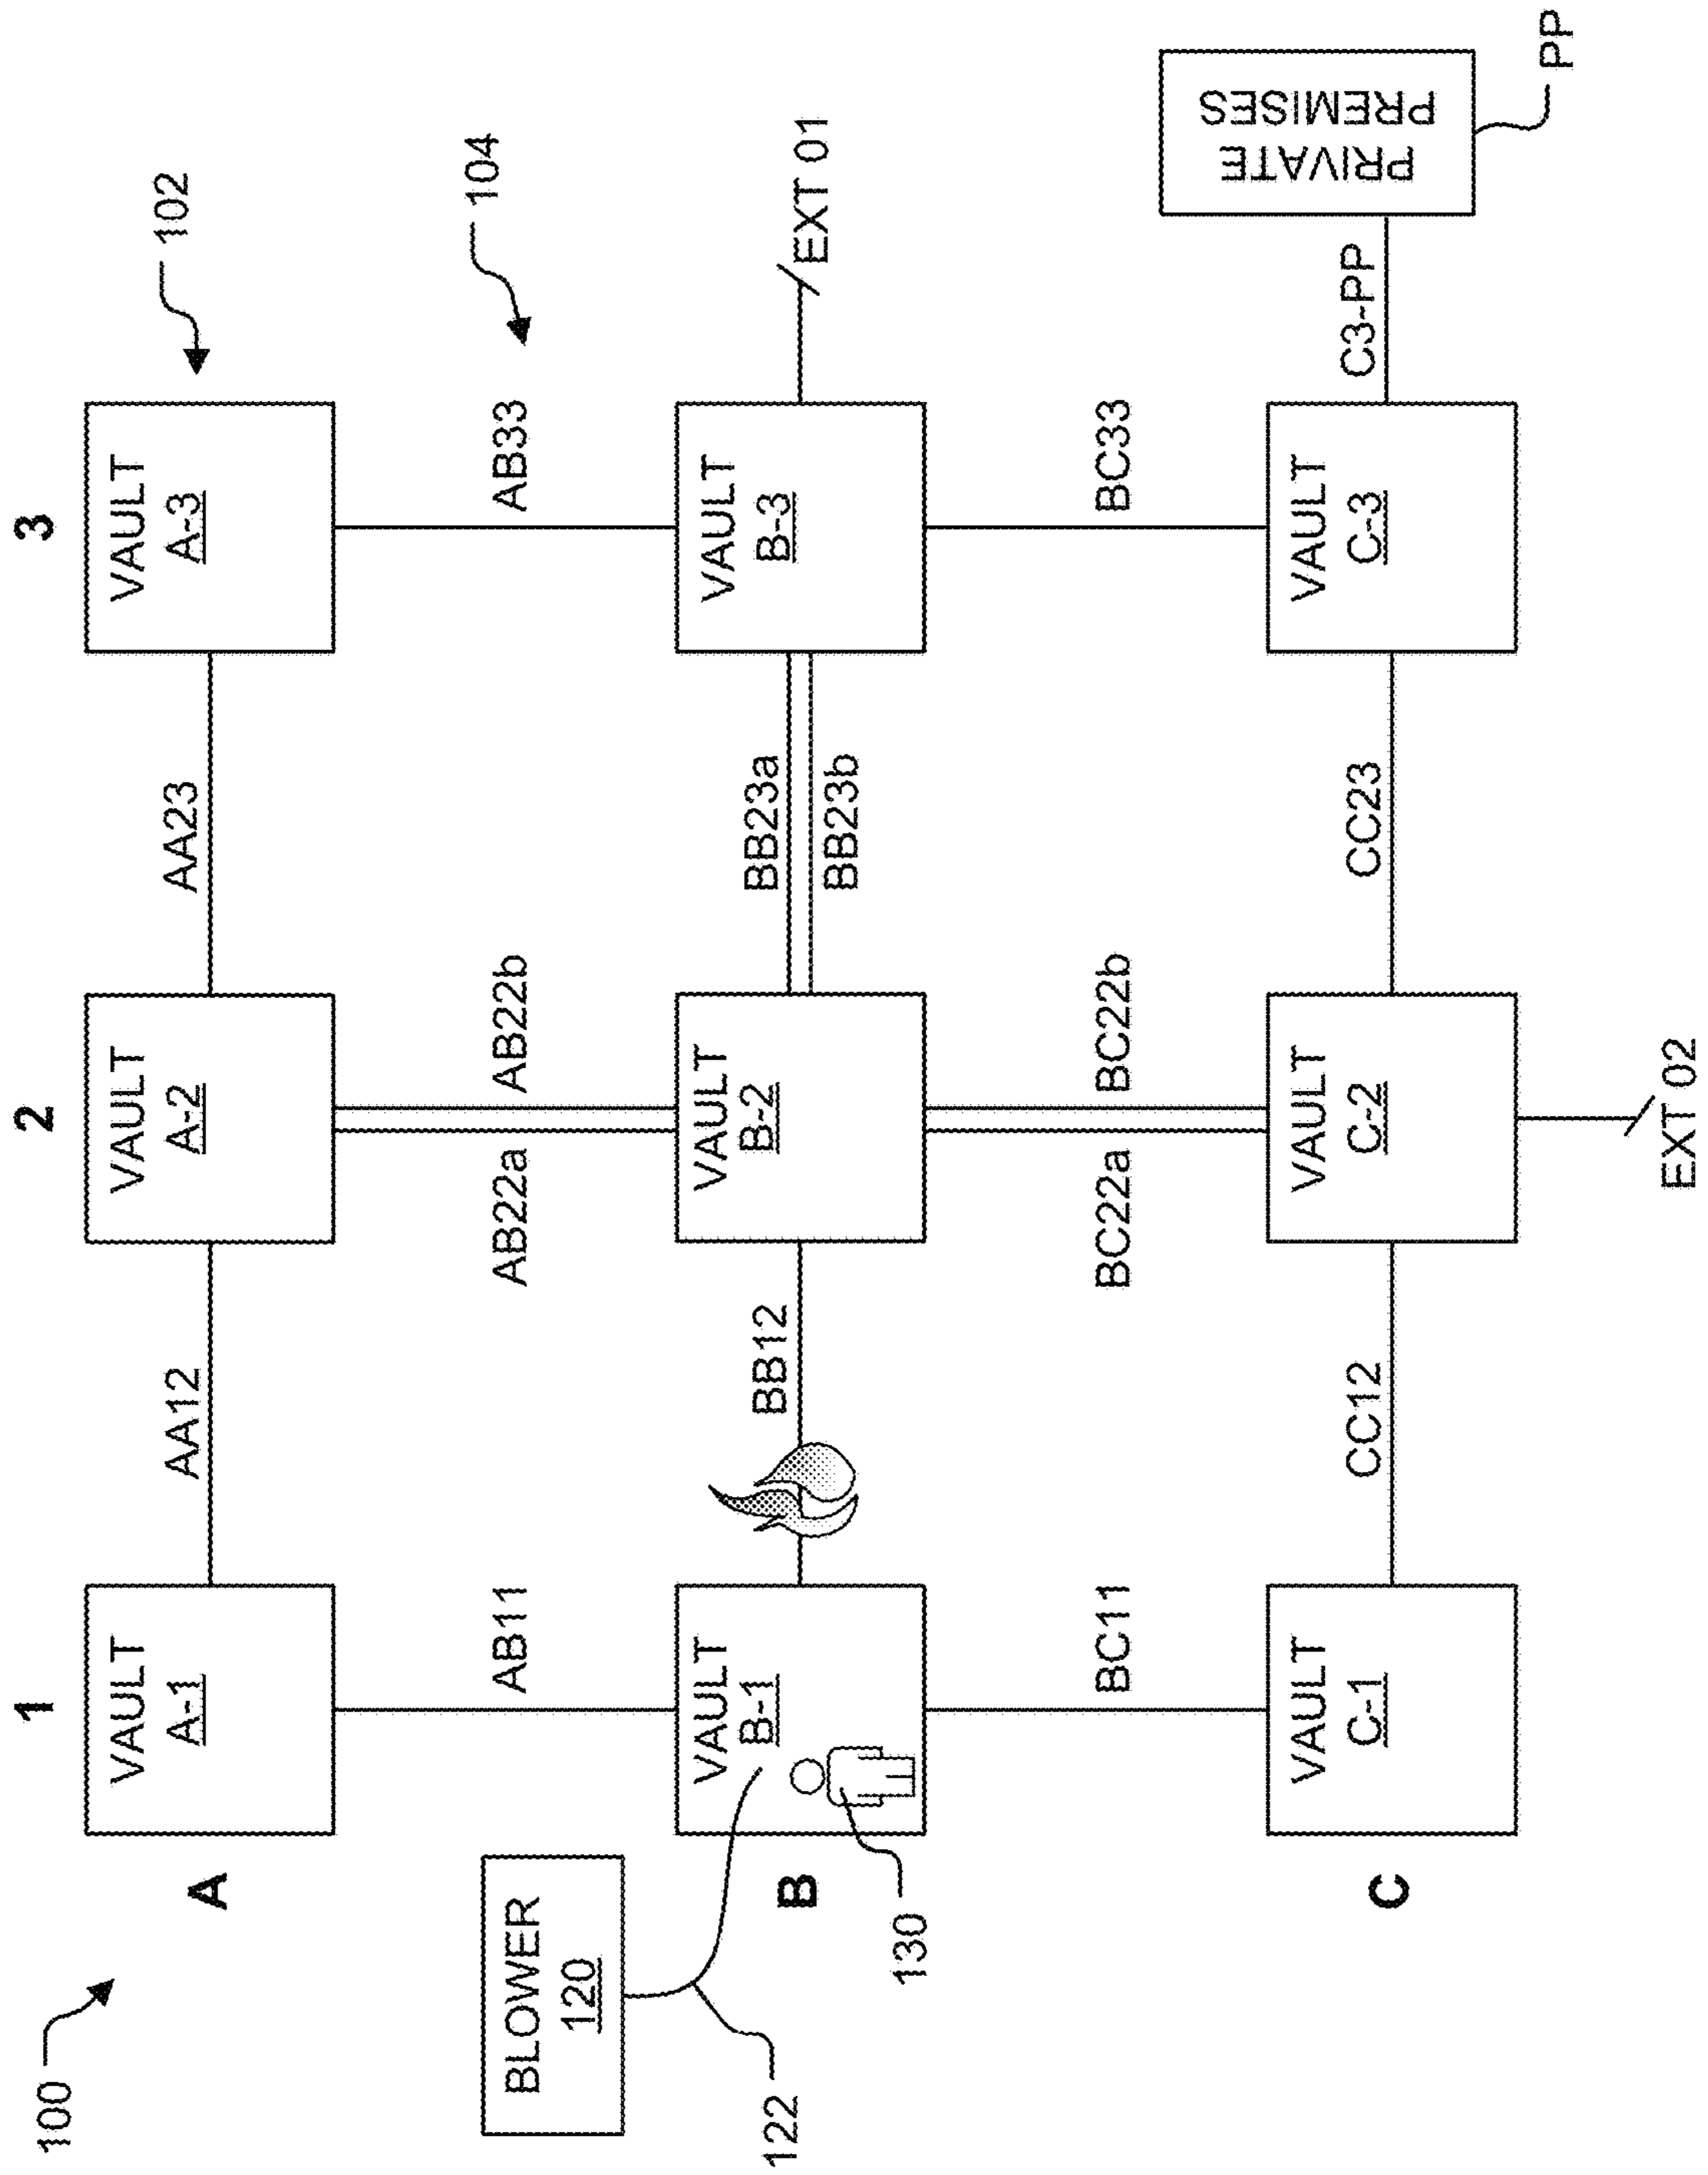 100
1
2
3
102
A
VAULT
A-1
AA12
VAULT
A-2
AA23
VAULT
A-3
104
BLOWER
120
AB11
AB22a
AB22b
AB33
122
B
VAULT
B-1
130
BB12
VAULT
B-2
BB23a
BB23b
VAULT
B-3
EXT 01
BC11
BC22a
BC22b
BC33
C
VAULT
C-1
CC12
VAULT
C-2
CC23
VAULT
C-3
C3-PP
PRIVATE
PREMISES
PP
EXT 02